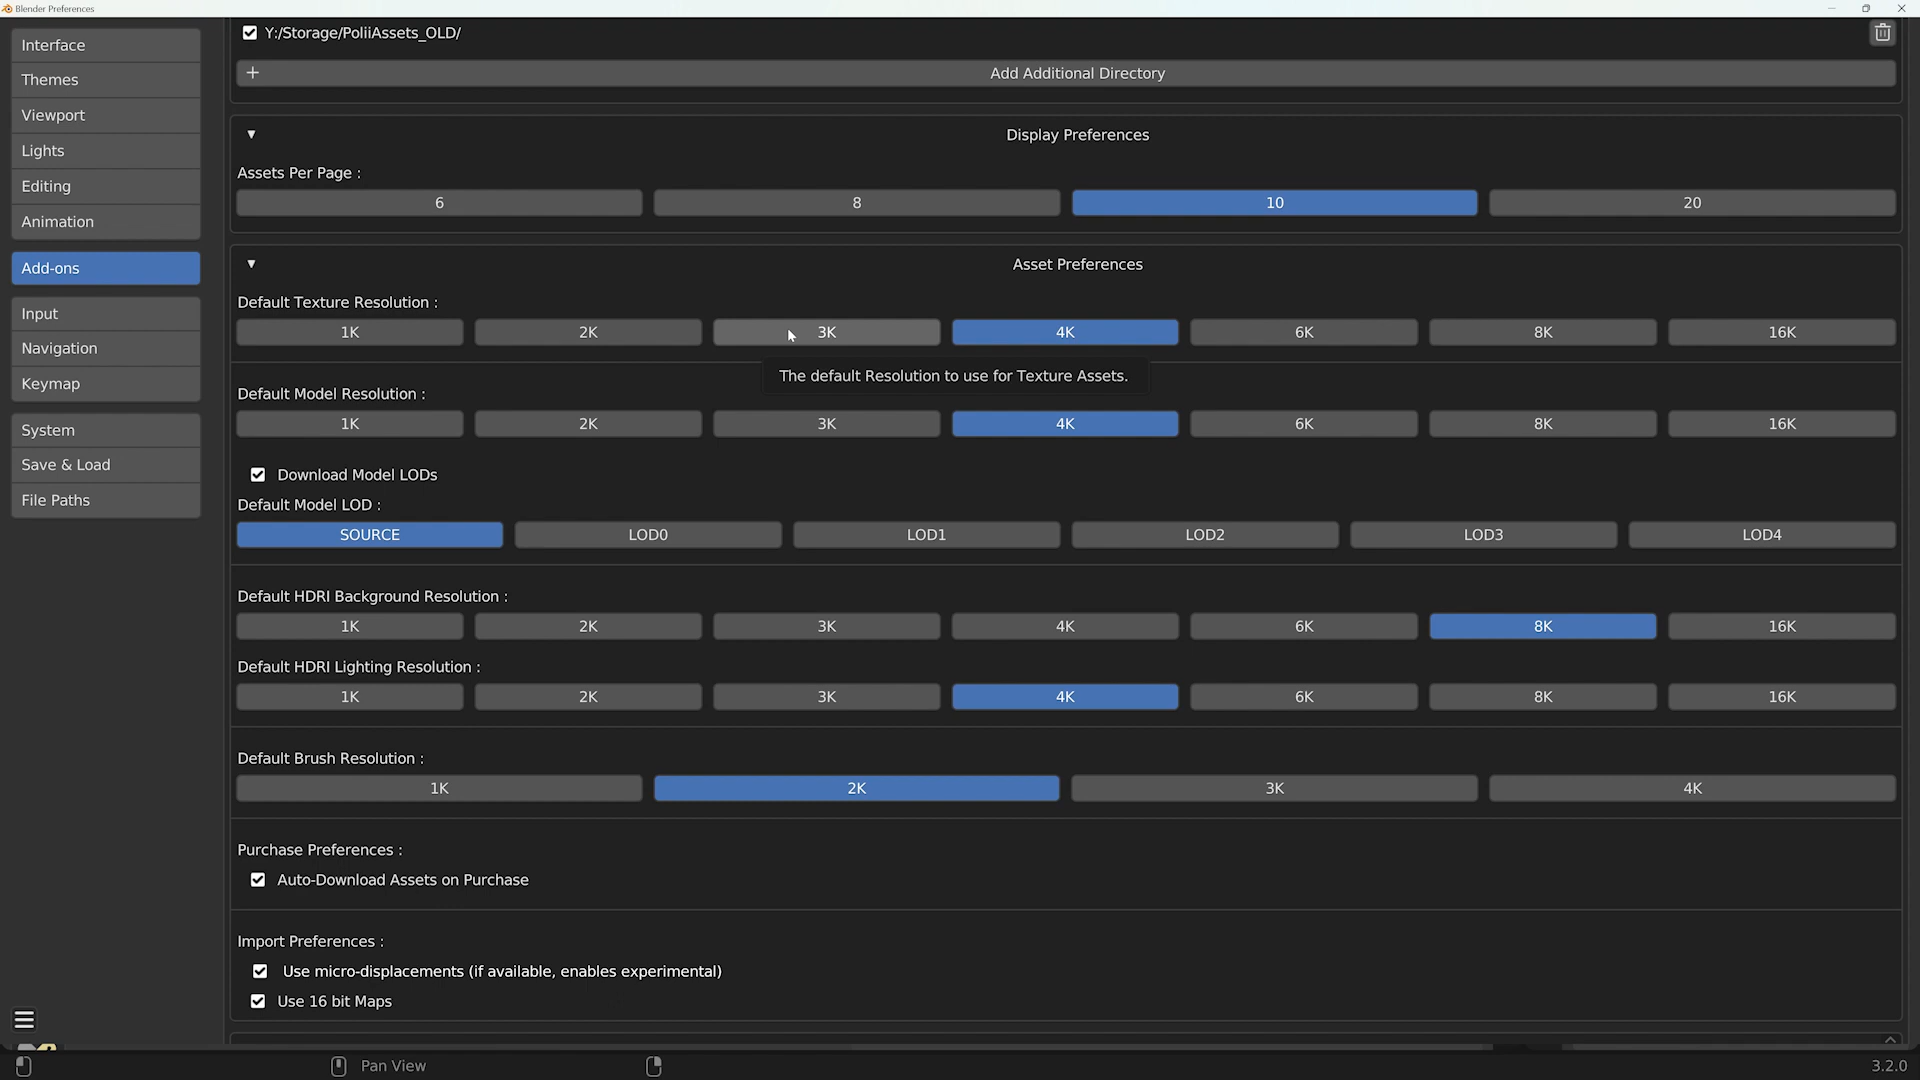 Blender Preferences
Interface
Themes
Viewport
Lights
Editing
Animation
Add-ons
Input
Navigation
Keymap
System
Save & Load
File Paths
Y:/Storage/PoliiAssets_OLD/
+ Add Additional Directory
Display Preferences
Assets Per Page :
6 8 10 20
Asset Preferences
Default Texture Resolution :
1K 2K 3K 4K 6K 8K 16K
The default Resolution to use for Texture Assets.
Default Model Resolution :
1K 2K 3K 4K 6K 8K 16K
Download Model LODs
Default Model LOD :
SOURCE LOD0 LOD1 LOD2 LOD3 LOD4
Default HDRI Background Resolution :
1K 2K 3K 4K 6K 8K 16K
Default HDRI Lighting Resolution :
1K 2K 3K 4K 6K 8K 16K
Default Brush Resolution :
1K 2K 3K 4K
Purchase Preferences :
Auto-Download Assets on Purchase
Import Preferences :
Use micro-displacements (if available, enables experimental)
Use 16 bit Maps
Pan View
3.2.0